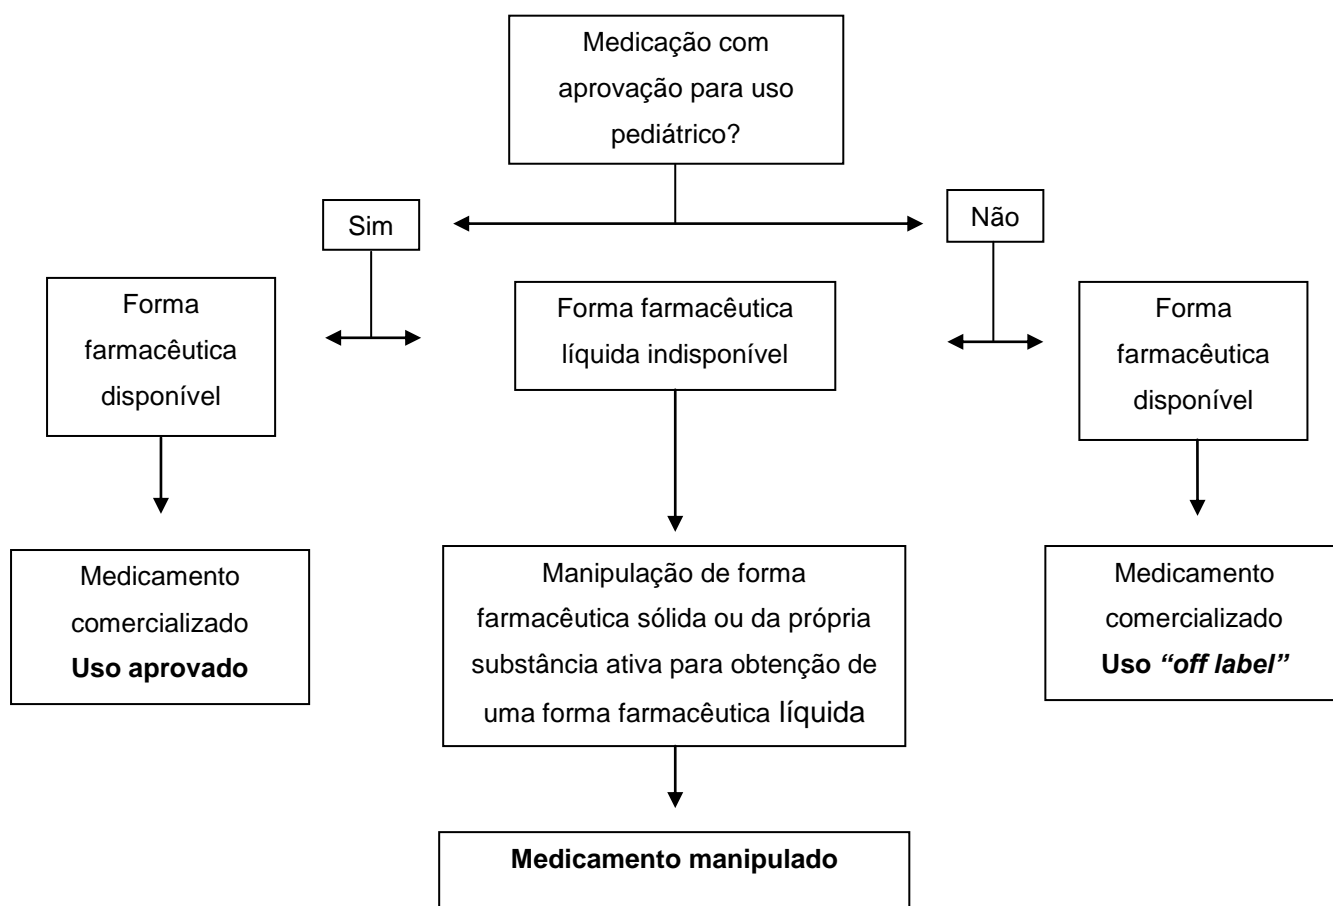 Medicação com
aprovação para uso
pediátrico?
Sim
Não
Forma
farmacêutica
disponível
Forma farmacêutica
líquida indisponível
Forma
farmacêutica
disponível
Medicamento
comercializado
Uso aprovado
Manipulação de forma
farmacêutica sólida ou da própria
substância ativa para obtenção de
uma forma farmacêutica líquida
Medicamento
comercializado
Uso “off label”
Medicamento manipulado